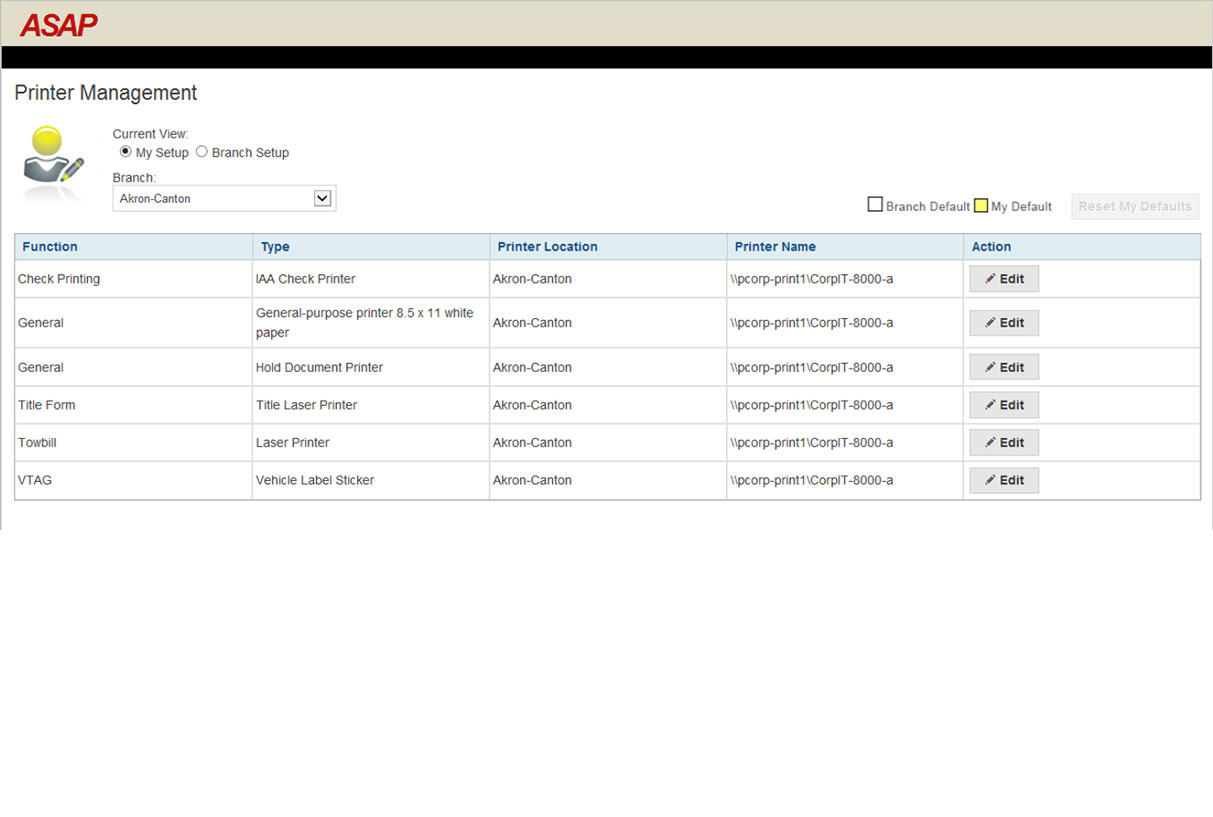 ASAP
Printer Management
Current View:
My Setup Branch Setup
Branch:
Akron-Canton
Branch Default My Default Reset My Defaults
Function Type Printer Location Printer Name Action
Check Printing IAA Check Printer Akron-Canton \\pcorp-print1\CorpIT-8000-a Edit
General General-purpose printer 8.5 x 11 white
paper Akron-Canton \\pcorp-print1\CorpIT-8000-a Edit
General Hold Document Printer Akron-Canton \\pcorp-print1\CorpIT-8000-a Edit
Title Form Title Laser Printer Akron-Canton \\pcorp-print1\CorpIT-8000-a Edit
Towbill Laser Printer Akron-Canton \\pcorp-print1\CorpIT-8000-a Edit
VTAG Vehicle Label Sticker Akron-Canton \\pcorp-print1\CorpIT-8000-a Edit